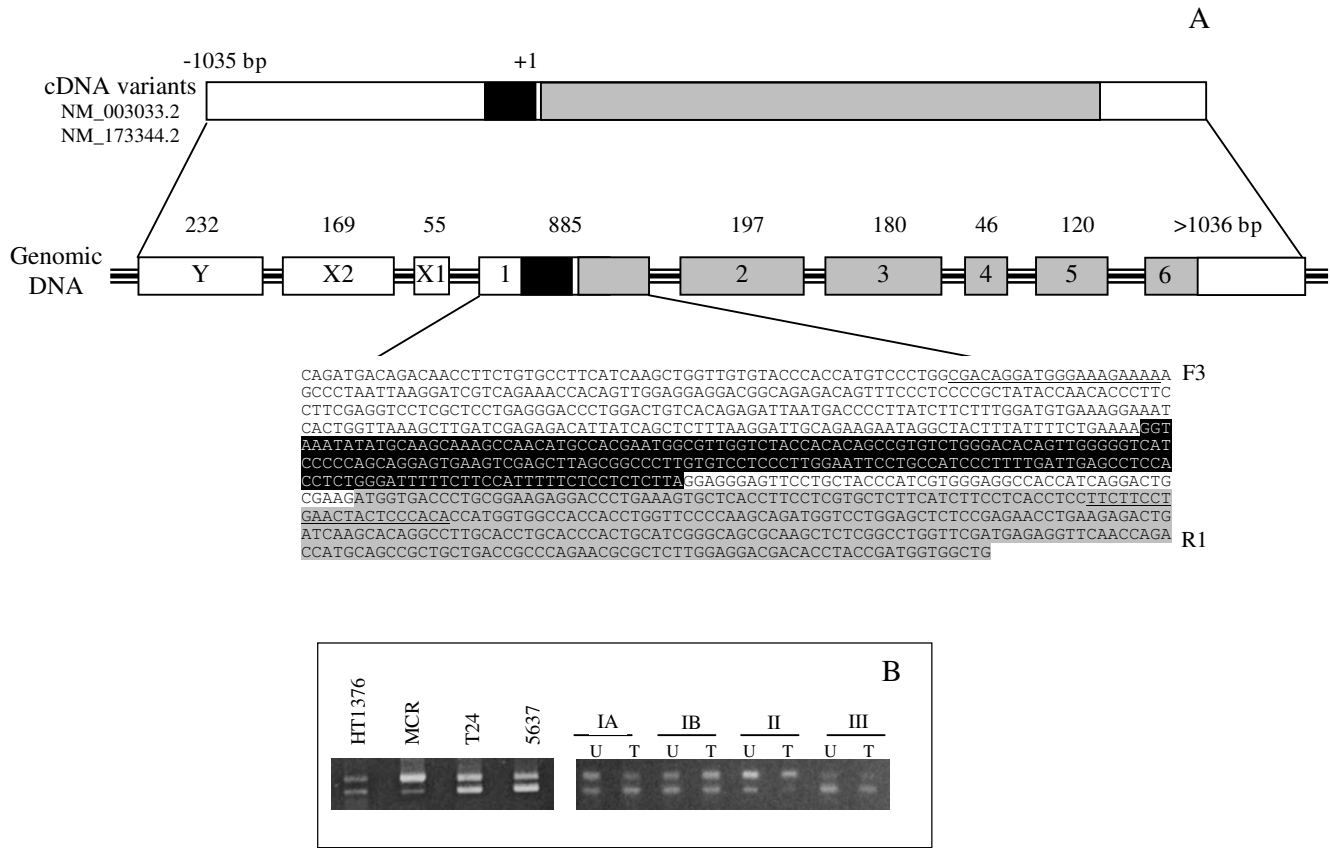 A
-1035 bp
+1
cDNA variants
NM_003033.2
NM_173344.2
232 169 55 885 197 180 46 120 >1036 bp
Genomic
DNA
Y X2 X1 1 2 3 4 5 6
CAGATGACAGACAACCTTCTGTGCCTTCATCAAGCTGGTTGTGTACCCACCATGTCCCTGGCGACAGGATGGGAAAGAAAAA F3
GCCCTAATTAAGGATCGTCAGAAACCACAGTTGGAGGAGGACGGCAGAGACAGTTTCCCTCCCCGCTATACCAACACCCTTC
CTTCGAGGTCCTCGCTCCTGAGGGACCCTGGACTGTCACAGAGATTAATGACCCCTTATCTTCTTTGGATGTGAAAGGAAAT
CACTGGTTAAAGCTTGATCGAGAGACATTATCAGCTCTTTAAGGATTGCAGAAGAATAGGCTACTTTATTTTCTGAAAAGGT
AAATATATGCAAGCAAAGCCAACATGCCACGAATGGCGTTGGTCTACCACACAGCCGTGTCTGGGACACAGTTGGGGGTCAT
CCCCCAGCAGGAGTGAAGTCGAGCTTAGCGGCCCTTGTGTCCTCCCTTGGAATTCCTGCCATCCCTTTTGATTGAGCCTCCA
CCTCTGGGATTTTTCTTCCATTTTTCTCCTCTCTTAGGAGGGAGTTCCTGCTACCCATCGTGGGAGGCCACCATCAGGACTG
CGAAGATGGTGACCCTGCGGAAGAGGACCCTGAAAGTGCTCACCTTCCTCGTGCTCTTCATCTTCCTCACCTCCTTCTTCCT
GAACTACTCCCACACCATGGTGGCCACCACCTGGTTCCCCAAGCAGATGGTCCTGGAGCTCTCCGAGAACCTGAAGAGACTG
ATCAAGCACAGGCCTTGCACCTGCACCCACTGCATCGGGCAGCGCAAGCTCTCGGCCTGGTTCGATGAGAGGTTCAACCAGA R1
CCATGCAGCCGCTGCTGACCGCCCAGAACGCGCTCTTGGAGGACGACACCTACCGATGGTGGCTG
B
HT1376 MCR T24 5637
IA IB II III
U T U T U T U T